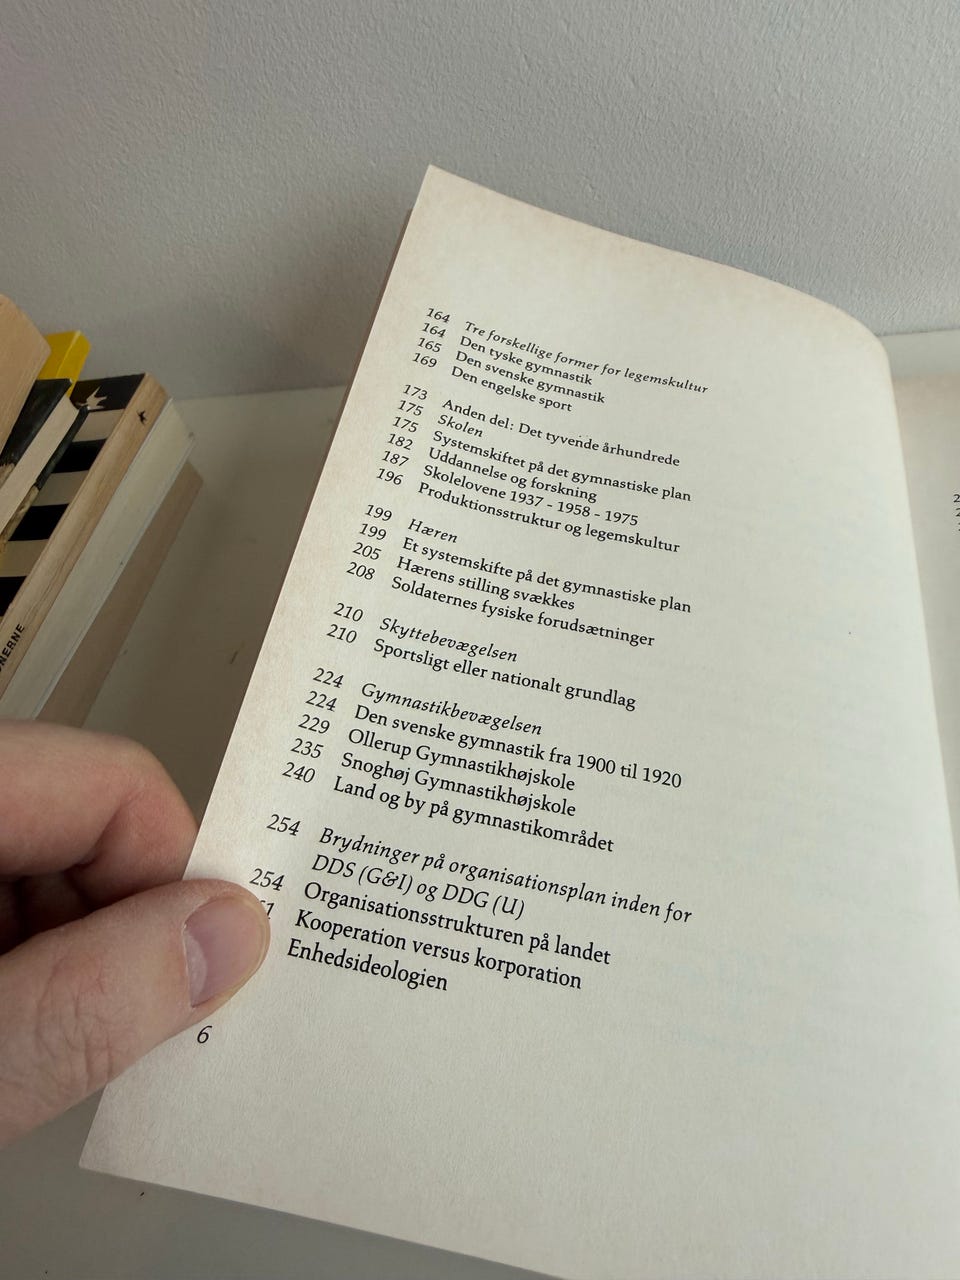 164 Tre forskellige former for legemskultur
164 Den tyske gymnastik
165 Den svenske gymnastik
169 Den engelske sport
173 Anden del: Det tyvende århundrede
175 Skolen
175 Systemskiftet på det gymnastiske plan
182 Uddannelse og forskning
187 Skolelovene 1937 - 1958 - 1975
196 Produktionsstruktur og legemskultur
199 Hæren
199 Et systemskifte på det gymnastiske plan
205 Hærens stilling svækkes
208 Soldaternes fysiske forudsætninger
210 Skyttebevægelsen
210 Sportsligt eller nationalt grundlag
224 Gymnastikbevægelsen
224 Den svenske gymnastik fra 1900 til 1920
229 Ollerup Gymnastikhøjskole
235 Snoghøj Gymnastikhøjskole
240 Land og by på gymnastikområdet
254 Brydninger på organisationsplan inden for
DDS (G&I) og DDG (U)
254 Organisationsstrukturen på landet
Kooperation versus korporation
Enhedsideologien
6